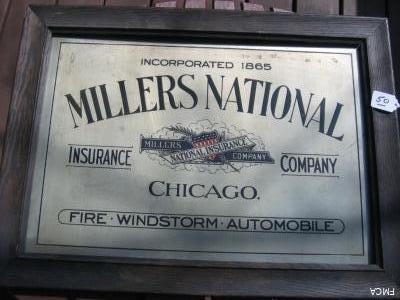 INCORPORATED 1865
MILLERS NATIONAL
INSURANCE COMPANY
MILLERS NATIONAL INSURANCE COMPANY
CHICAGO.
FIRE · WINDSTORM · AUTOMOBILE
50
FMCA